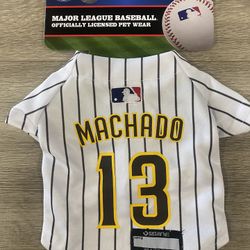 MAJOR LEAGUE BASEBALL
OFFICIALLY LICENSED PET WEAR
MACHADO
13